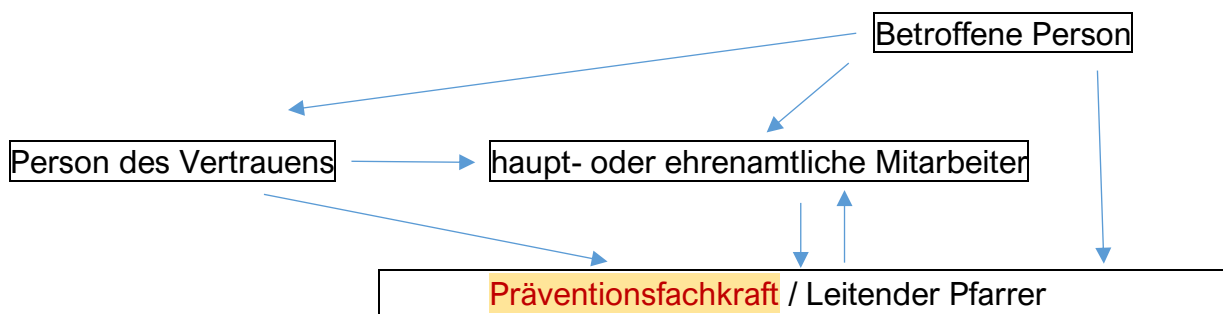 Betroffene Person
Person des Vertrauens
haupt- oder ehrenamtliche Mitarbeiter
Präventionsfachkraft / Leitender Pfarrer